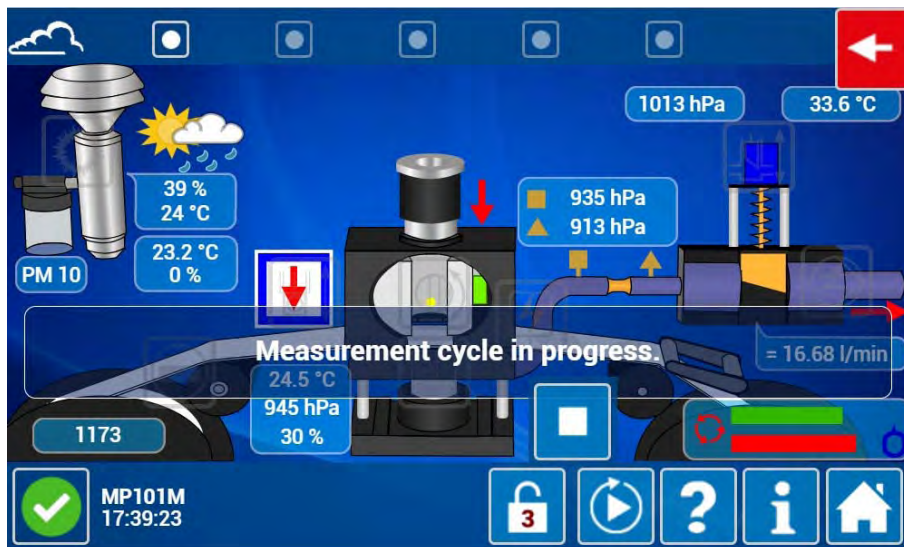 1013 hPa
33.6 °C
39 %
24 °C
935 hPa
913 hPa
23.2 °C
0 %
PM 10
Measurement cycle in progress.
= 16.68 l/min
24.5 °C
945 hPa
30 %
1173
MP101M
17:39:23
3
?
i